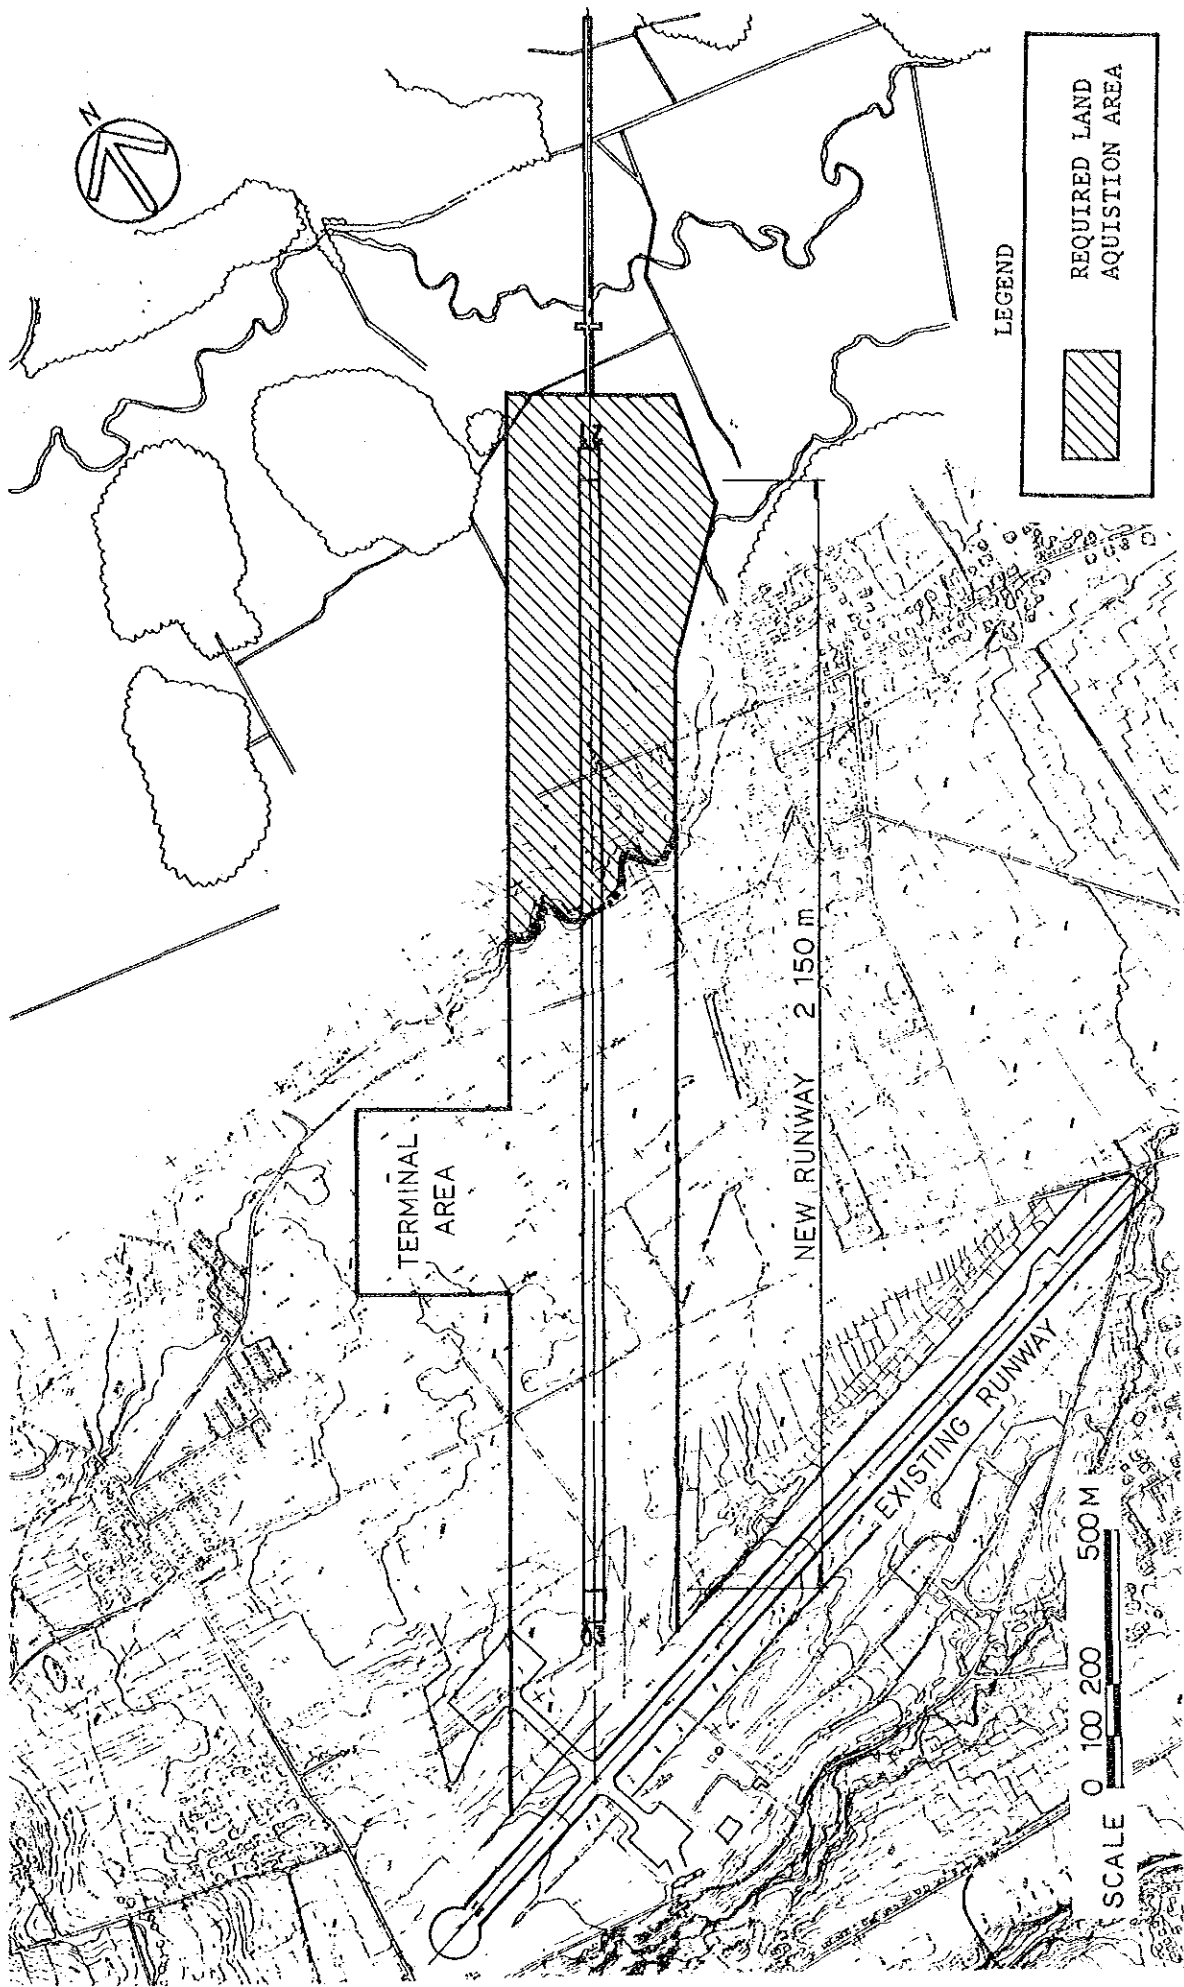 N
TERMINAL
AREA
NEW RUNWAY 2 150 m
EXISTING RUNWAY
SCALE 0 100 200 500 M
LEGEND
REQUIRED LAND
AQUISTION AREA